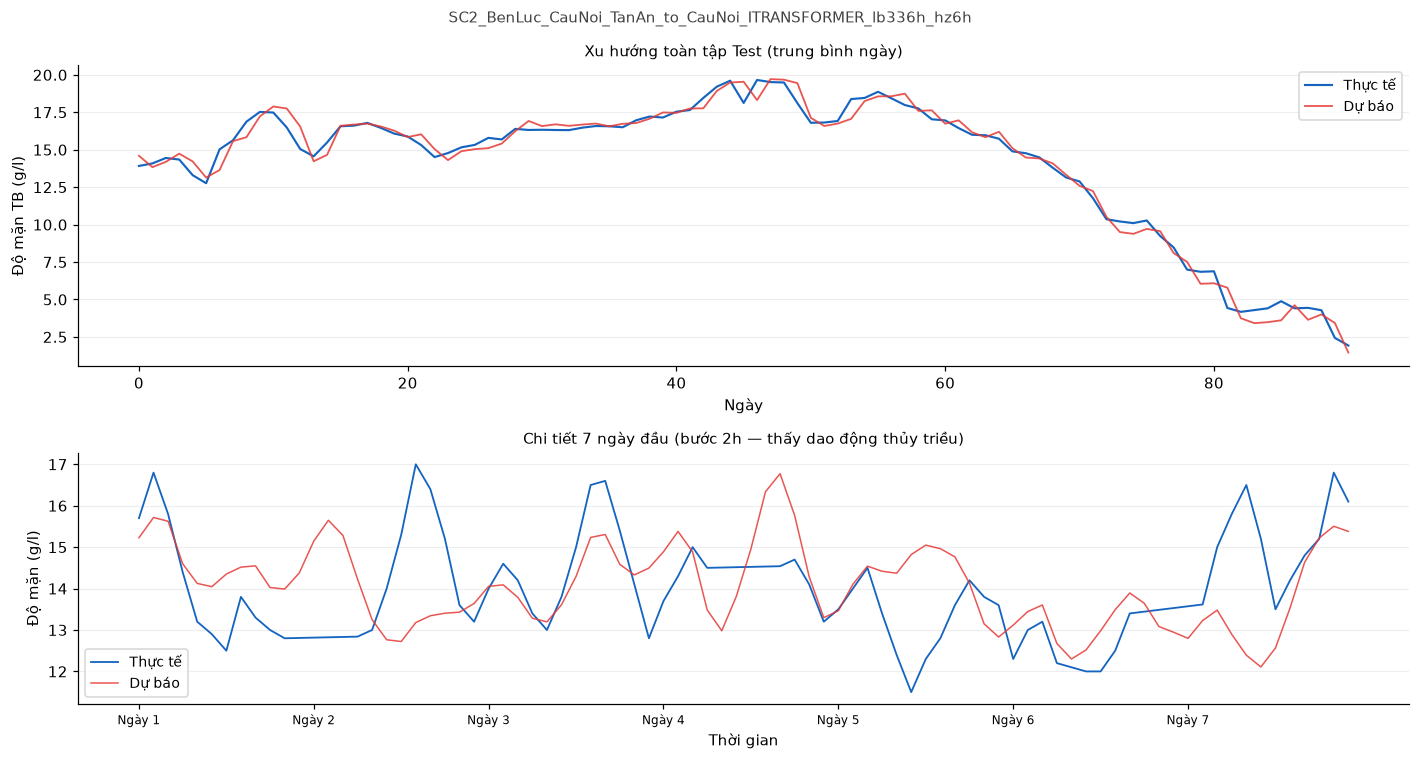 SC2_BenLuc_CauNoi_TanAn_to_CauNoi_ITRANSFORMER_lb336h_hz6h
Xu hướng toàn tập Test (trung bình ngày)
Độ mặn TB (g/l)
20.0
17.5
15.0
12.5
10.0
7.5
5.0
2.5
Thực tế
Dự báo
0 20 40 60 80
Ngày
Chi tiết 7 ngày đầu (bước 2h — thấy dao động thủy triều)
Độ mặn (g/l)
17
16
15
14
13
12
Thực tế
Dự báo
Ngày 1 Ngày 2 Ngày 3 Ngày 4 Ngày 5 Ngày 6 Ngày 7
Thời gian